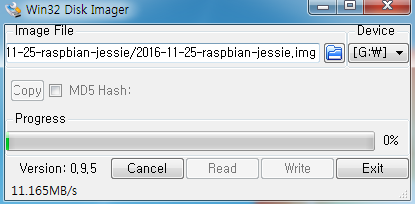 Win32 Disk Imager
Image File
Device
11-25-raspbian-jessie/2016-11-25-raspbian-jessie.img
[G:₩]
Copy
MD5 Hash:
Progress
0%
Version: 0.9.5
Cancel
Read
Write
Exit
11.165MB/s